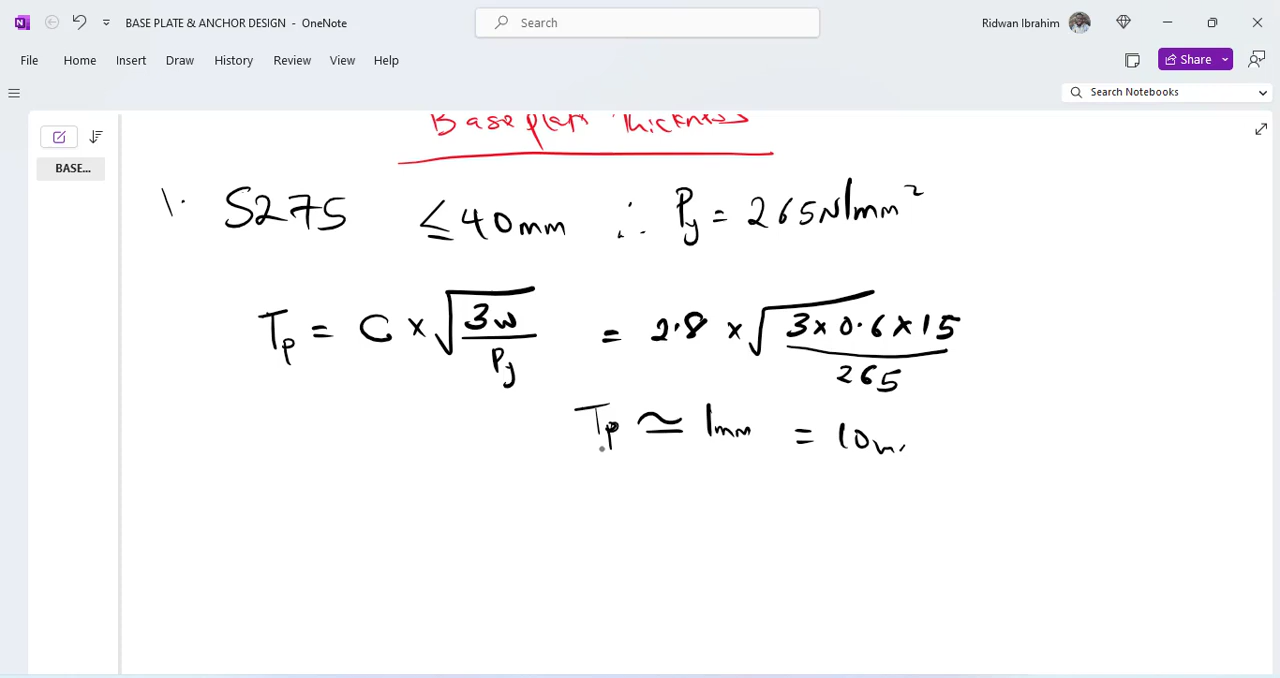 BASE PLATE & ANCHOR DESIGN - OneNote
Search
Ridwan Ibrahim
File Home Insert Draw History Review View Help
Share
Search Notebooks
Base plate thickness
BASE...
1. S275 ≤ 40mm ∴ Py = 265N/mm²
Tp = C × √(3w/Py) = 2.8 × √(3 × 0.6 × 15/265)
Tp ≃ 1mm = 10m